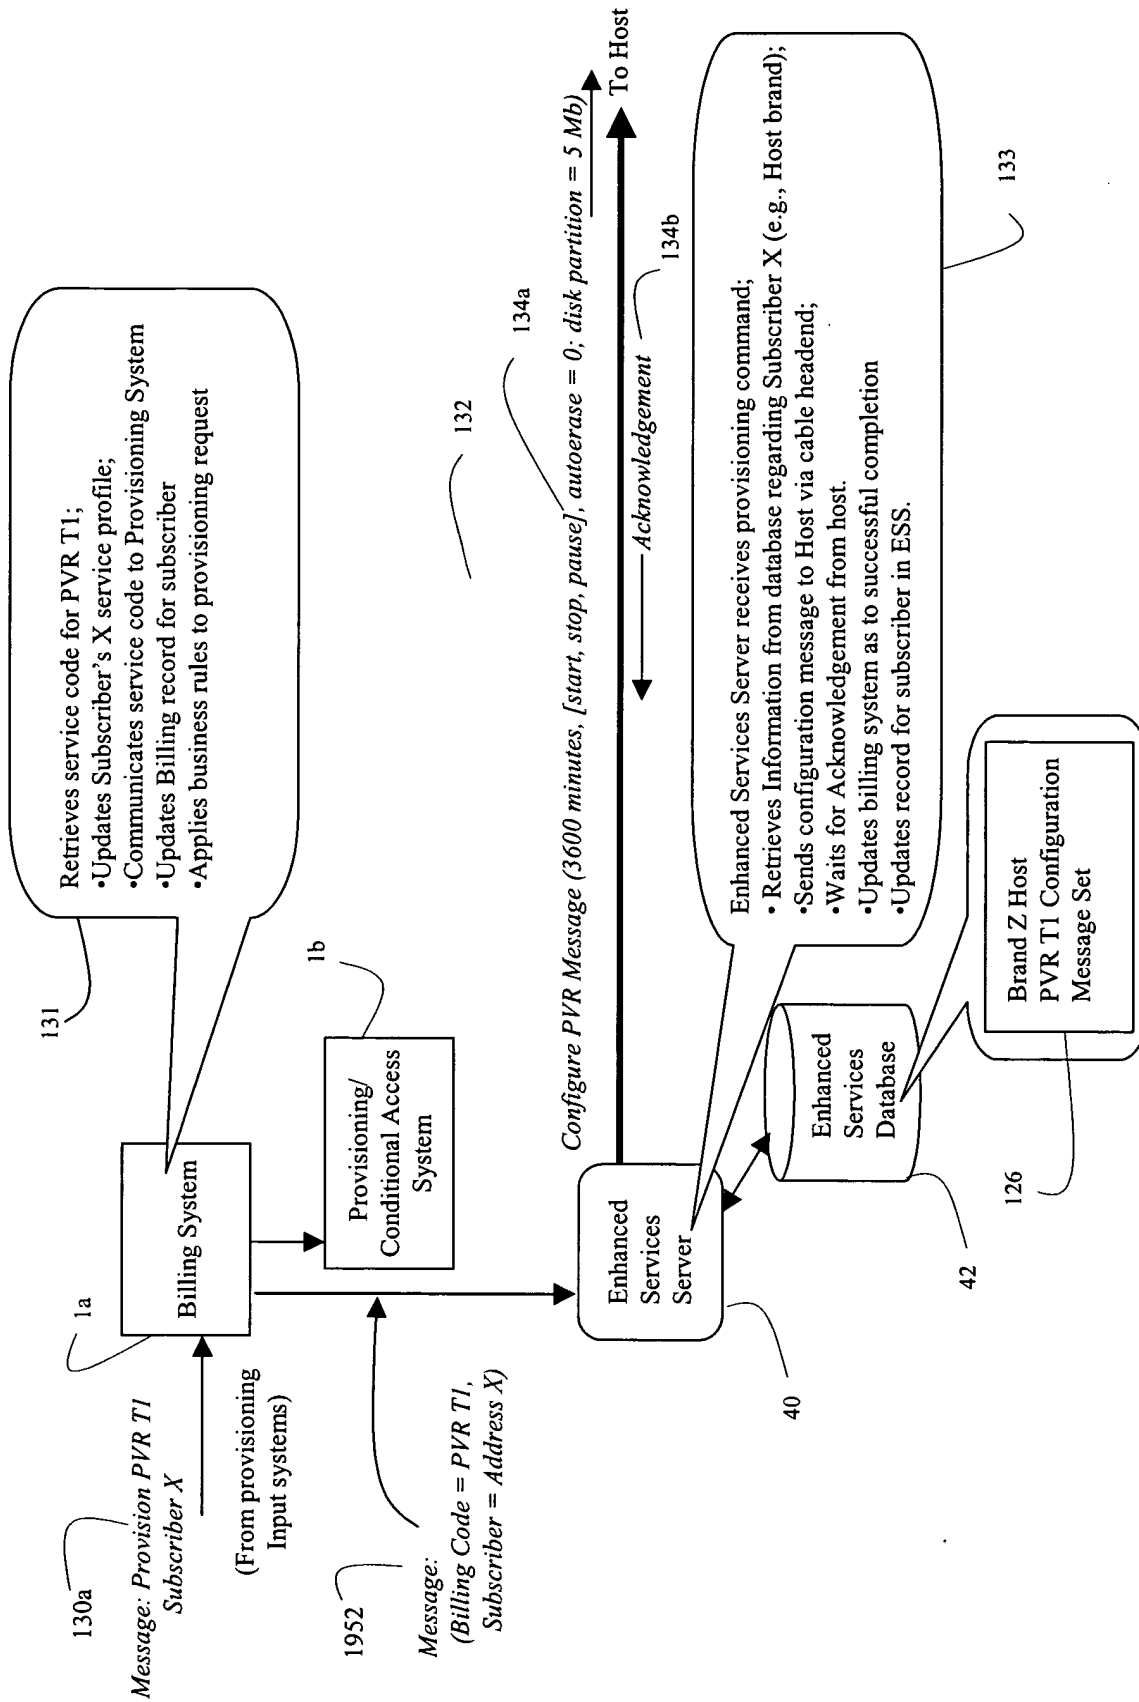 130a
Message: Provision PVR T1
Subscriber X
(From provisioning
Input systems)
1a
Billing System
131
Retrieves service code for PVR T1;
•Updates Subscriber's X service profile;
•Communicates service code to Provisioning System
•Updates Billing record for subscriber
•Applies business rules to provisioning request
1b
Provisioning/
Conditional Access
System
1952
Message:
(Billing Code = PVR T1,
Subscriber = Address X)
132
134a
Configure PVR Message (3600 minutes, [start, stop, pause], autoerase = 0; disk partition = 5 Mb)
To Host
Acknowledgement
134b
Enhanced
Services
Server
40
Enhanced Services Server receives provisioning command;
• Retrieves Information from database regarding Subscriber X (e.g., Host brand);
•Sends configuration message to Host via cable headend;
•Waits for Acknowledgement from host.
•Updates billing system as to successful completion
•Updates record for subscriber in ESS.
133
Enhanced
Services
Database
42
Brand Z Host
PVR T1 Configuration
Message Set
126